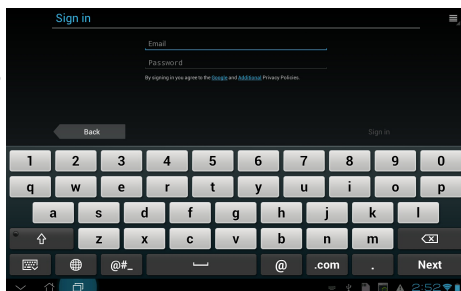 Sign in
Email
Password
By signing in you agree to the Google and Additional Privacy Policies.
Back
Sign in
1 2 3 4 5 6 7 8 9 0
q w e r t y u i o p
a s d f g h j k l
z x c v b n m
@#_ @ .com . Next
2:52